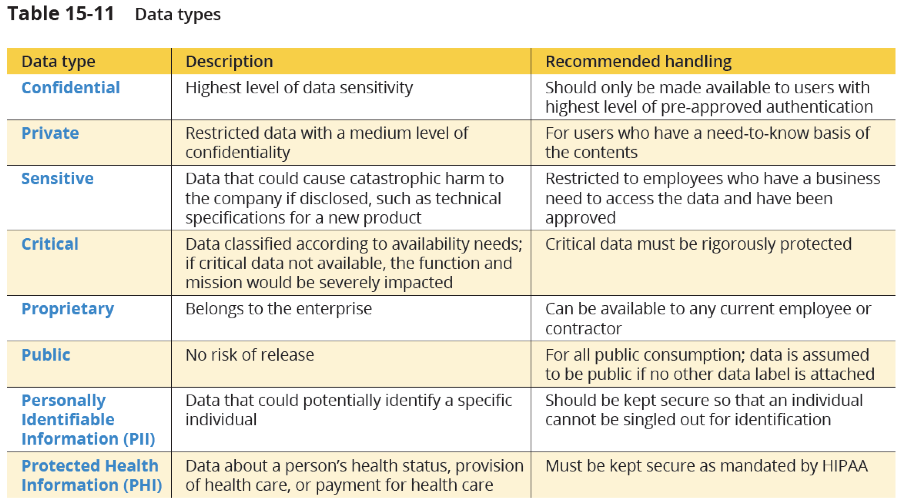 Table 15-11 Data types
Data type Description Recommended handling
Confidential Highest level of data sensitivity Should only be made available to users with
highest level of pre-approved authentication
Private Restricted data with a medium level of For users who have a need-to-know basis of
confidentiality the contents
Sensitive Data that could cause catastrophic harm to Restricted to employees who have a business
the company if disclosed, such as technical need to access the data and have been
specifications for a new product approved
Critical Data classified according to availability needs; Critical data must be rigorously protected
if critical data not available, the function and
mission would be severely impacted
Proprietary Belongs to the enterprise Can be available to any current employee or
contractor
Public No risk of release For all public consumption; data is assumed
to be public if no other data label is attached
Personally Data that could potentially identify a specific Should be kept secure so that an individual
Identifiable individual cannot be singled out for identification
Information (PII)
Protected Health Data about a person’s health status, provision Must be kept secure as mandated by HIPAA
Information (PHI) of health care, or payment for health care